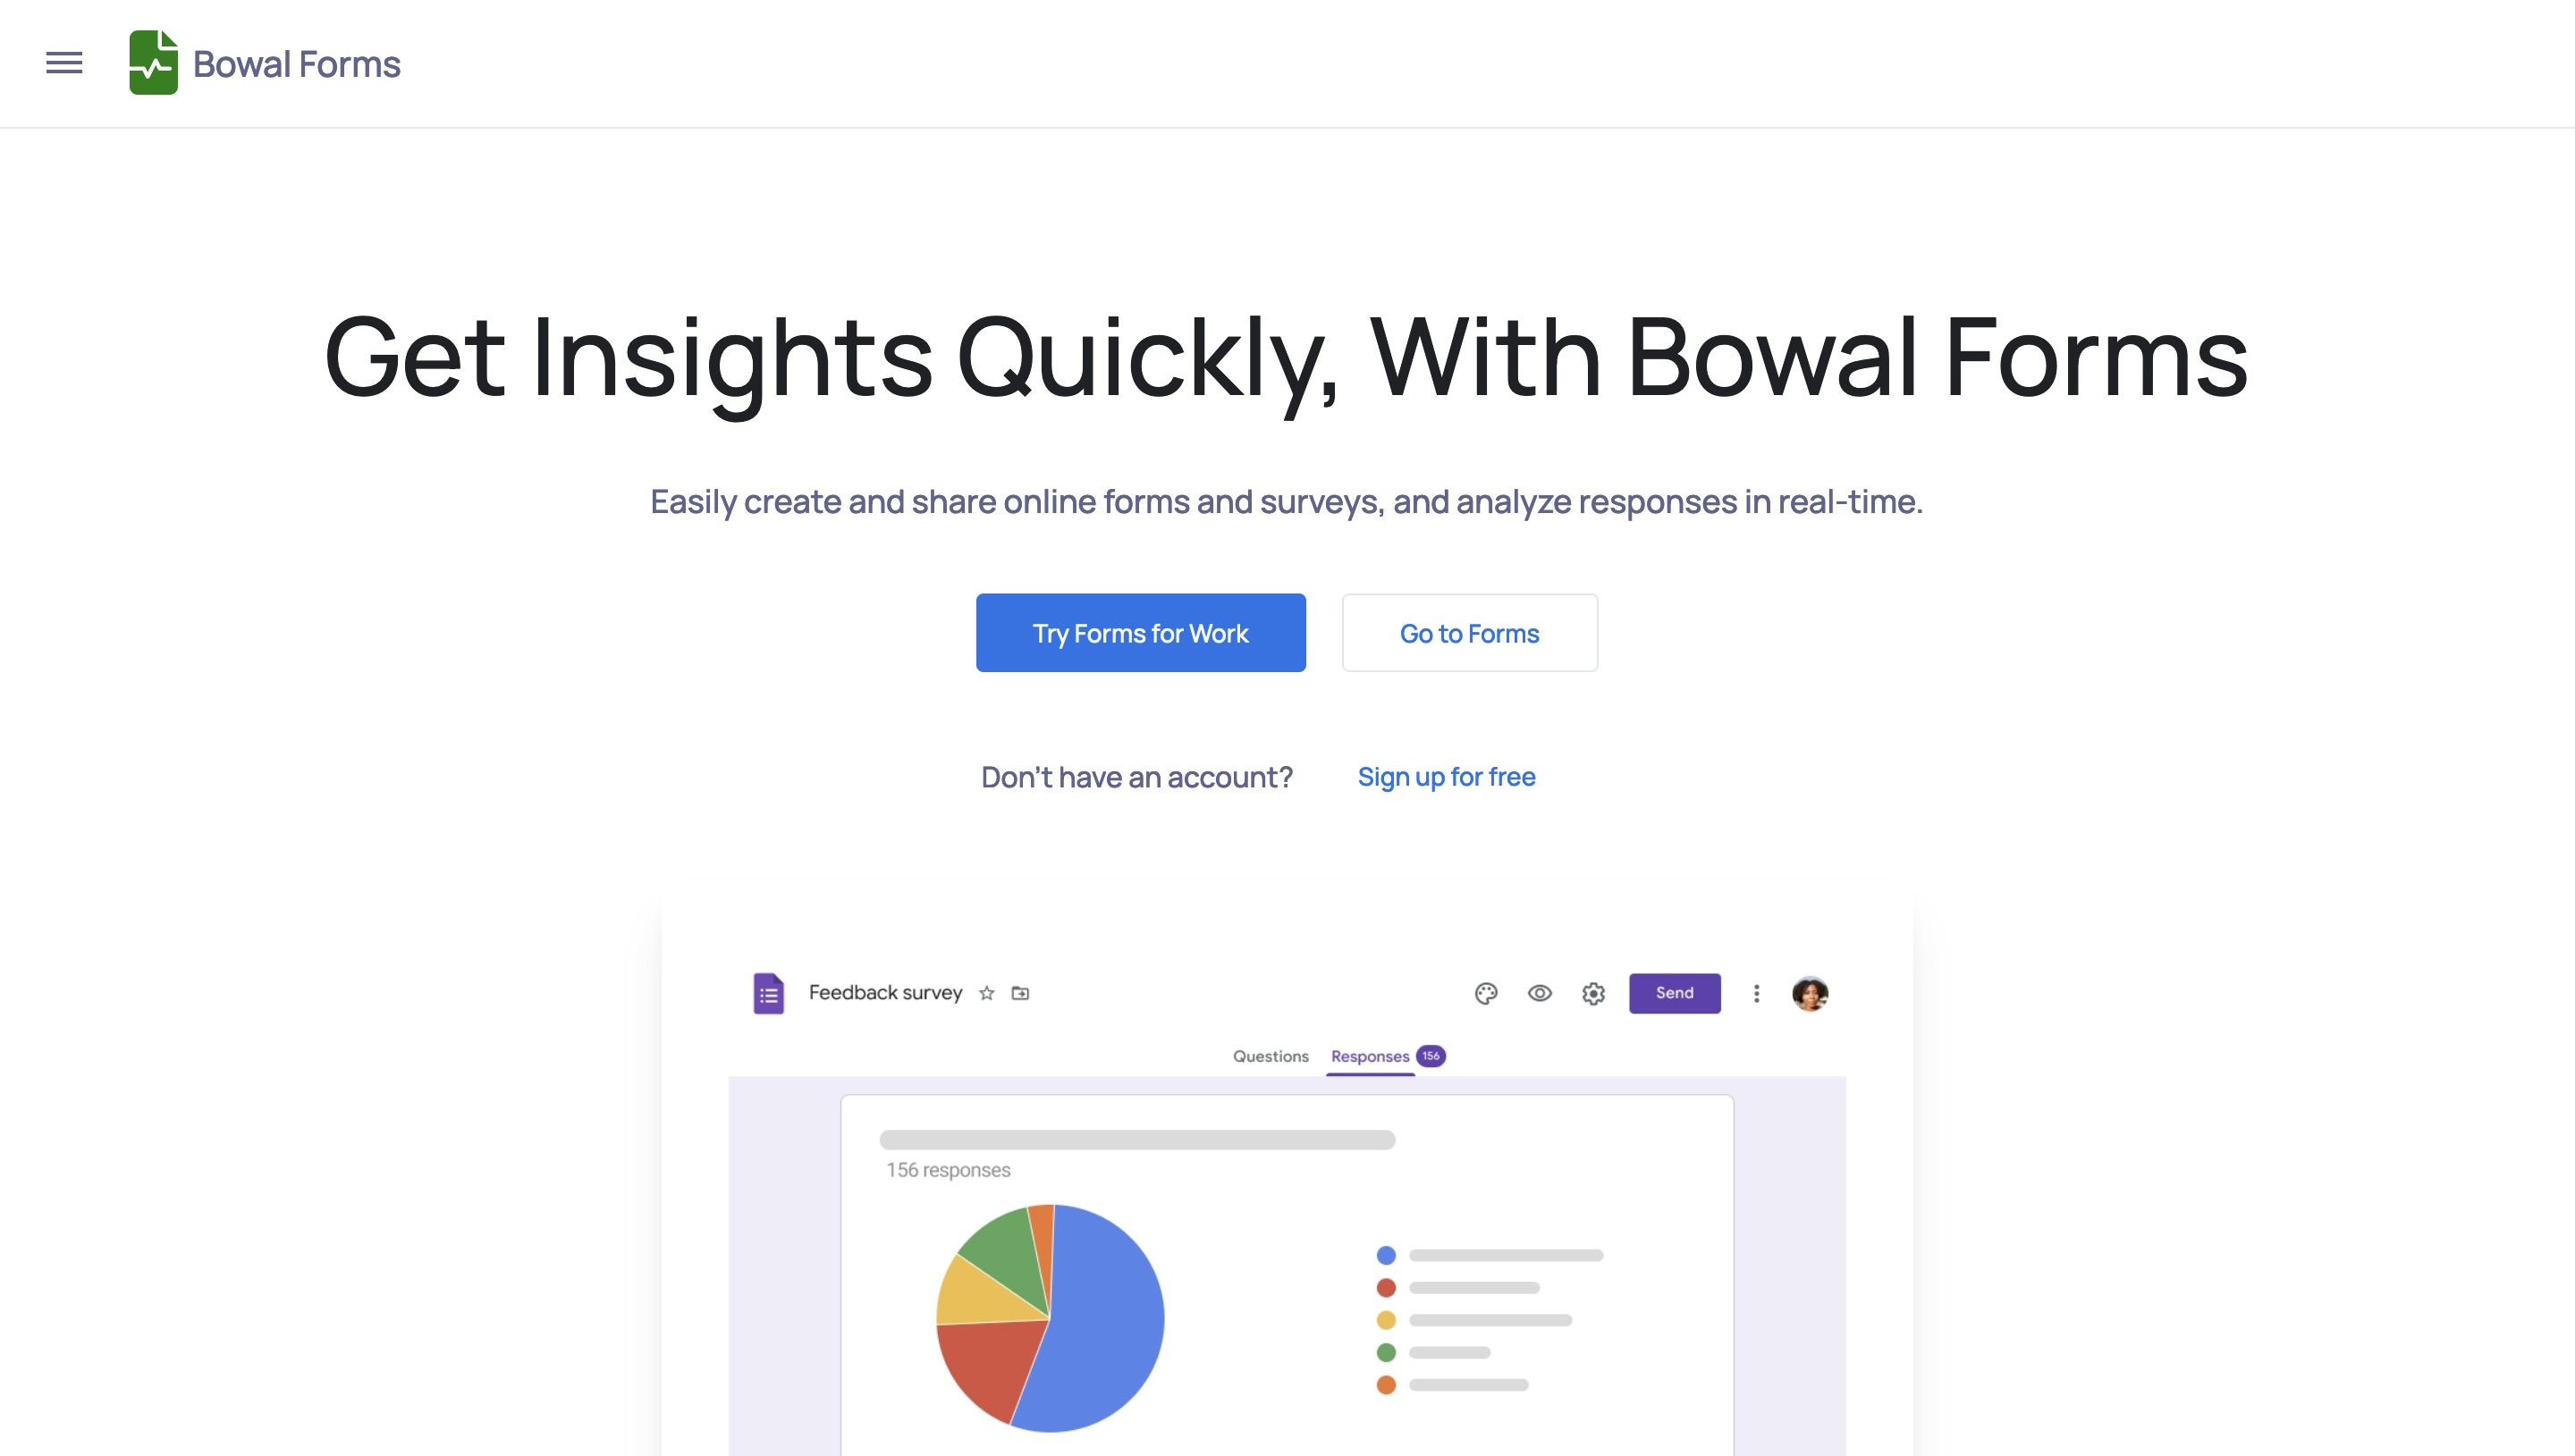 Bowal Forms
Get Insights Quickly, With Bowal Forms
Easily create and share online forms and surveys, and analyze responses in real-time.
Try Forms for Work
Go to Forms
Don't have an account?
Sign up for free
Feedback survey
Send
Questions
Responses 156
156 responses